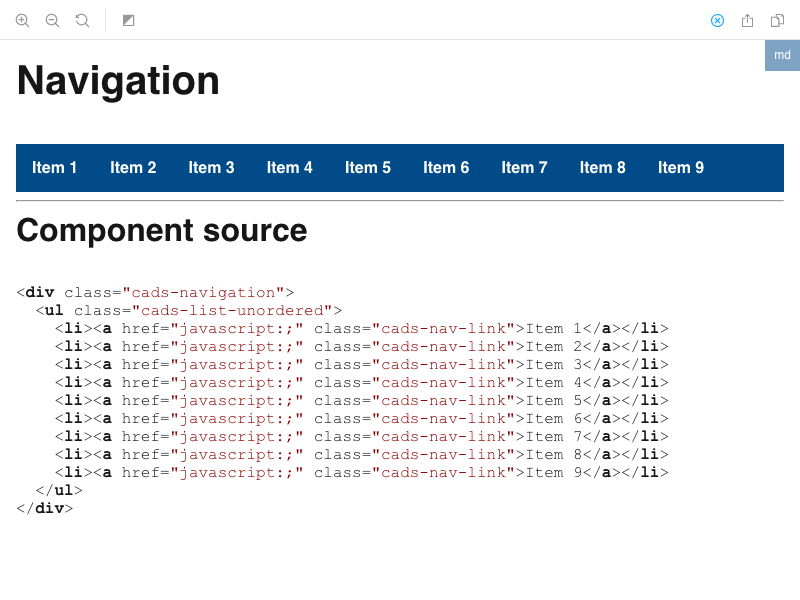 md
Navigation
Item 1 Item 2 Item 3 Item 4 Item 5 Item 6 Item 7 Item 8 Item 9
Component source
<div class="cads-navigation">
  <ul class="cads-list-unordered">
    <li><a href="javascript:;" class="cads-nav-link">Item 1</a></li>
    <li><a href="javascript:;" class="cads-nav-link">Item 2</a></li>
    <li><a href="javascript:;" class="cads-nav-link">Item 3</a></li>
    <li><a href="javascript:;" class="cads-nav-link">Item 4</a></li>
    <li><a href="javascript:;" class="cads-nav-link">Item 5</a></li>
    <li><a href="javascript:;" class="cads-nav-link">Item 6</a></li>
    <li><a href="javascript:;" class="cads-nav-link">Item 7</a></li>
    <li><a href="javascript:;" class="cads-nav-link">Item 8</a></li>
    <li><a href="javascript:;" class="cads-nav-link">Item 9</a></li>
  </ul>
</div>